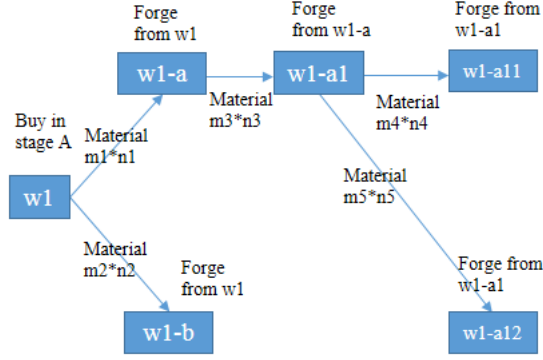 Forge
from w1
w1-a
Forge
from w1-a
w1-a1
Forge from
w1-a1
w1-a11
Material
m3*n3
Material
m4*n4
Buy in
stage A
w1
Material
m1*n1
Material
m2*n2
Material
m5*n5
Forge
from w1
w1-b
Forge from
w1-a1
w1-a12